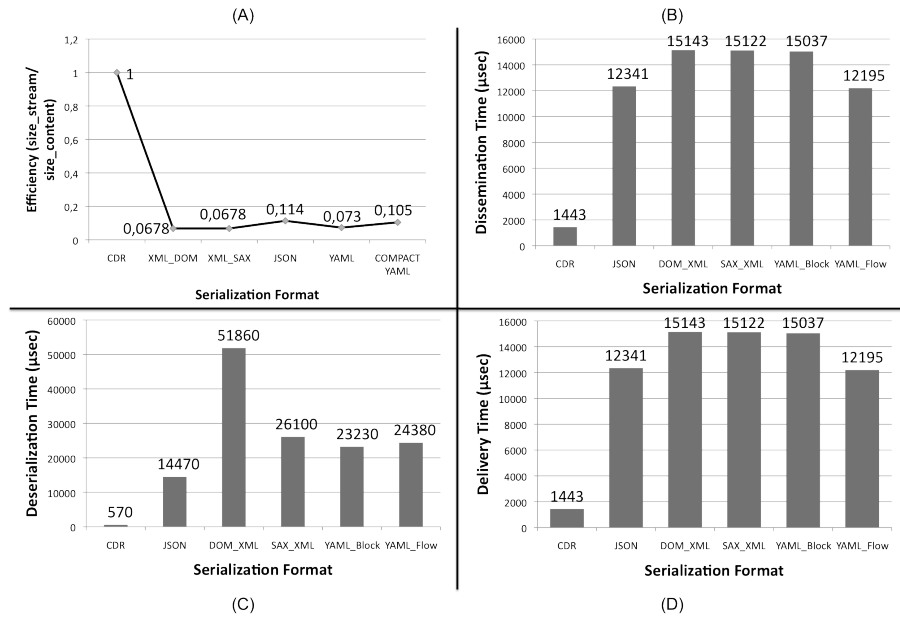 (A)
Efficiency (size_stream/
size_content)
1,2
1
0,8
0,6
0,4
0,2
0
1
0,0678
0,0678
0,114
0,073
0,105
CDR
XML_DOM
XML_SAX
JSON
YAML
COMPACT
YAML
Serialization Format
(B)
Dissemination Time (µsec)
16000
14000
12000
10000
8000
6000
4000
2000
0
1443
12341
15143
15122
15037
12195
CDR
JSON
DOM_XML
SAX_XML
YAML_Block
YAML_Flow
Serialization Format
Deserialization Time (µsec)
60000
50000
40000
30000
20000
10000
0
570
14470
51860
26100
23230
24380
CDR
JSON
DOM_XML
SAX_XML
YAML_Block
YAML_Flow
Serialization Format
(C)
Delivery Time (µsec)
16000
14000
12000
10000
8000
6000
4000
2000
0
1443
12341
15143
15122
15037
12195
CDR
JSON
DOM_XML
SAX_XML
YAML_Block
YAML_Flow
Serialization Format
(D)